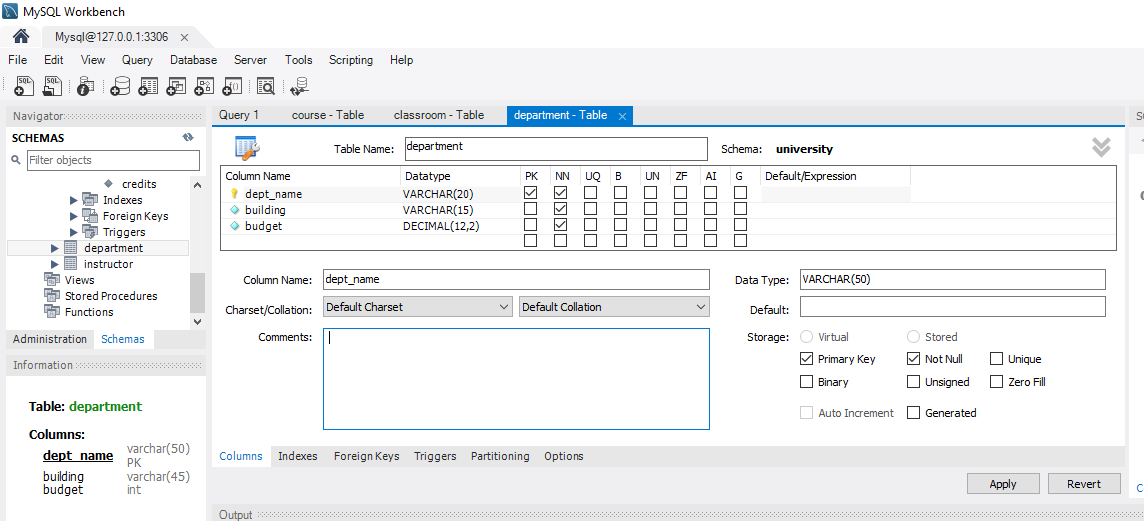 MySQL Workbench
Mysql@127.0.0.1:3306
File Edit View Query Database Server Tools Scripting Help
Navigator
SCHEMAS
Filter objects
credits
Indexes
Foreign Keys
Triggers
department
instructor
Views
Stored Procedures
Functions
Administration Schemas
Information
Table: department
Columns:
dept_name varchar(50)
PK
building varchar(45)
budget int
Query 1 course - Table classroom - Table department - Table
Table Name: department Schema: university
Column Name Datatype PK NN UQ B UN ZF AI G Default/Expression
dept_name VARCHAR(20)
building VARCHAR(15)
budget DECIMAL(12,2)
Column Name: dept_name Data Type: VARCHAR(50)
Charset/Collation: Default Charset Default Collation Default:
Comments: Storage: Virtual Stored
Primary Key Not Null Unique
Binary Unsigned Zero Fill
Auto Increment Generated
Columns Indexes Foreign Keys Triggers Partitioning Options
Apply Revert
Output